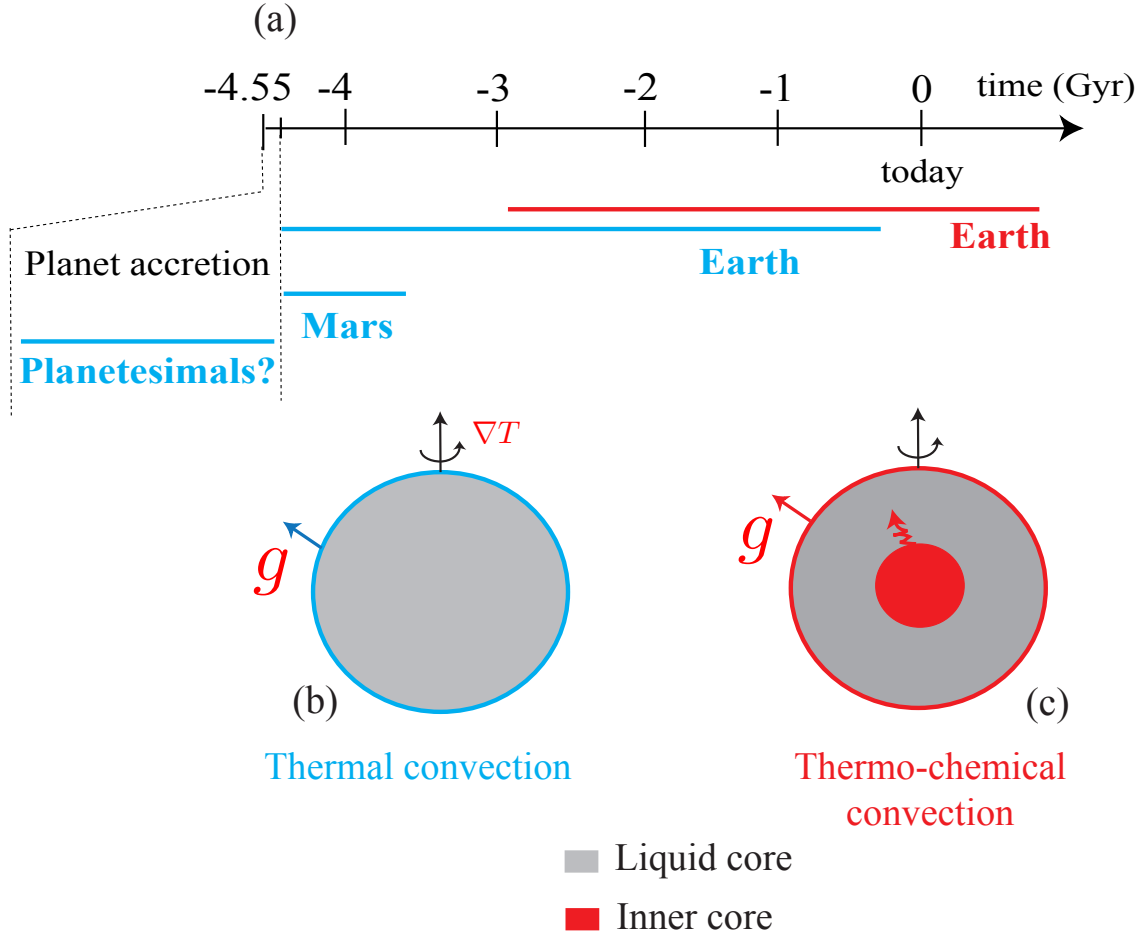 (a)
-4.55 -4 -3 -2 -1 0 time (Gyr)
today
Earth
Earth
Planet accretion
Mars
Planetesimals?
∇T
g
g
(b)
(c)
Thermal convection
Thermo-chemical
convection
Liquid core
Inner core